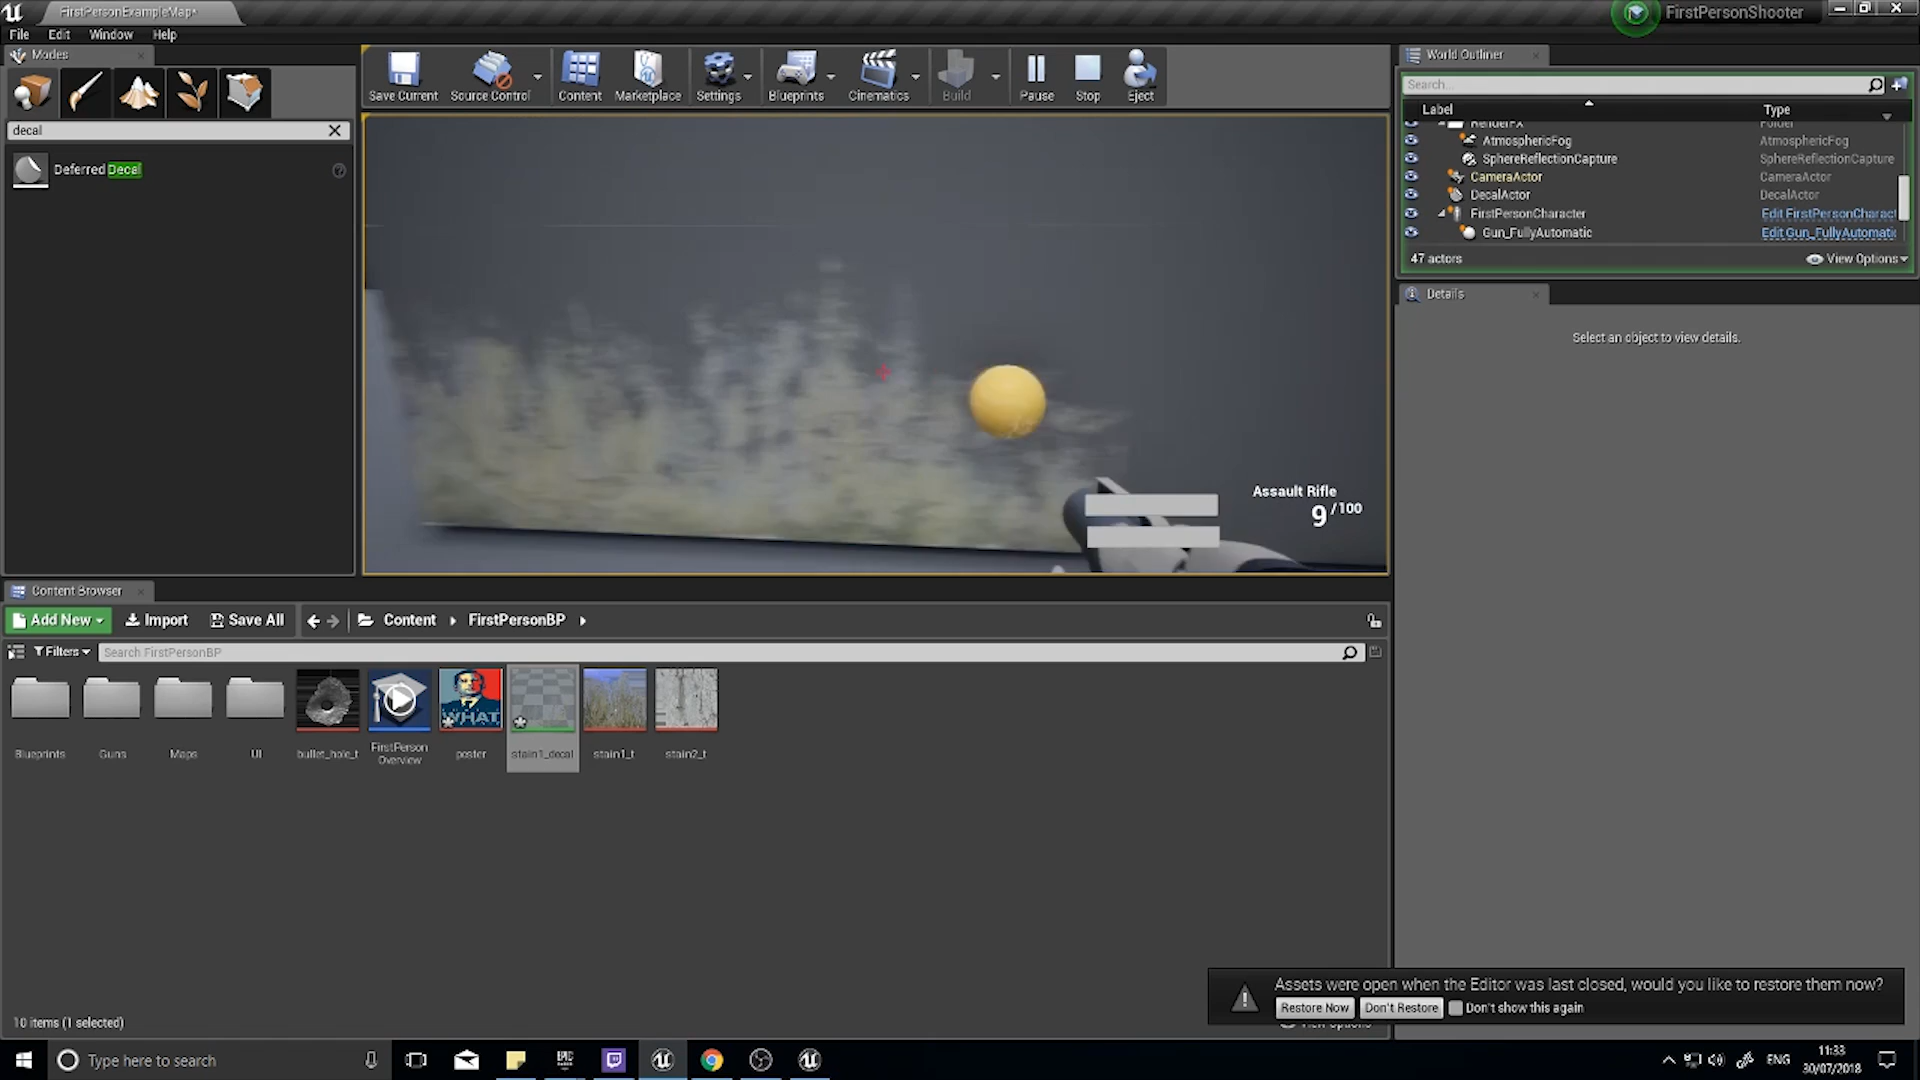 FirstPersonExampleMap*
FirstPersonShooter
File Edit Window Help
Modes
World Outliner
Save Current Source Control Content Marketplace Settings Blueprints Cinematics Build Pause Stop Eject
Search...
Label Type
decal
RenderFX Folder
AtmosphericFog AtmosphericFog
Deferred Decal
SphereReflectionCapture SphereReflectionCapture
CameraActor CameraActor
DecalActor DecalActor
FirstPersonCharacter Edit FirstPersonCharact
Gun_FullyAutomatic Edit Gun_FullyAutomatic
47 actors View Options
Details
Select an object to view details.
Assault Rifle
9 /100
Content Browser
Add New Import Save All Content FirstPersonBP
Filters Search FirstPersonBP
WHAT
Blueprints Guns Maps UI bullet_hole_t FirstPerson Overview poster stain1_decal stain1_t stain2_t
Assets were open when the Editor was last closed, would you like to restore them now?
Restore Now Don't Restore Don't show this again
10 items (1 selected)
View Options
Type here to search
EPIC
ENG
11:33
30/07/2018